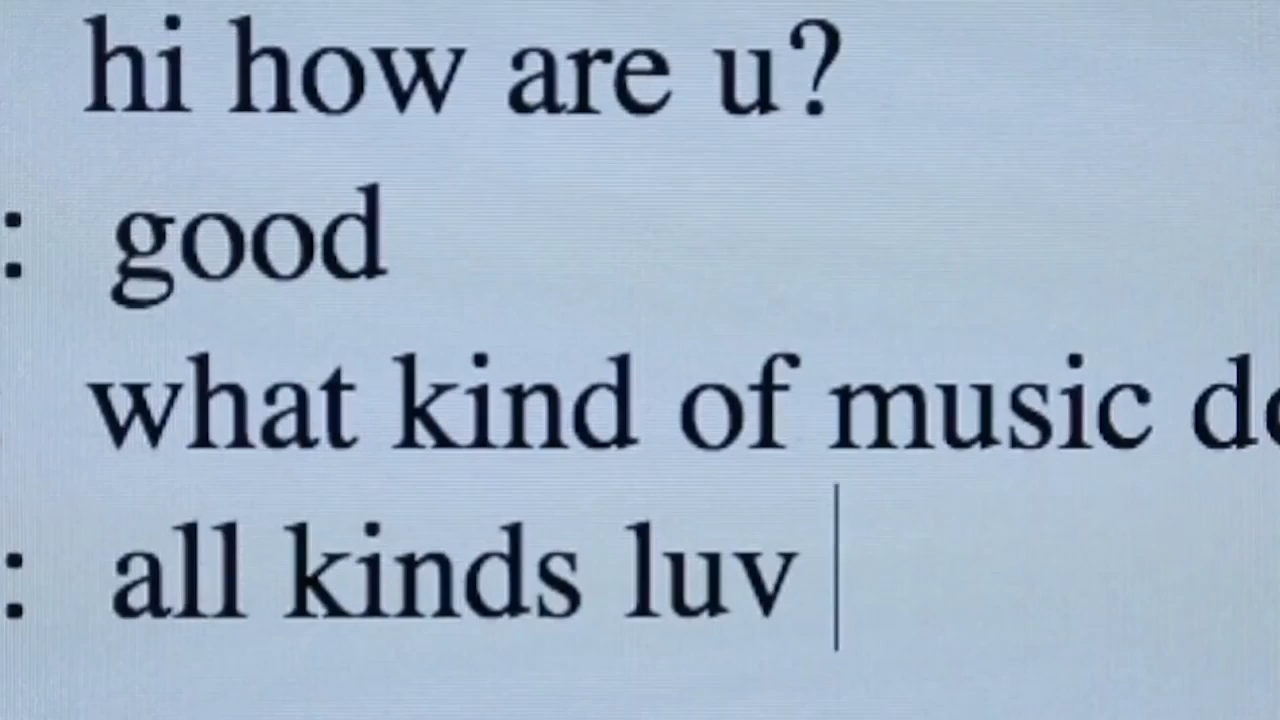 hi how are u?
: good
what kind of music
: all kinds luv